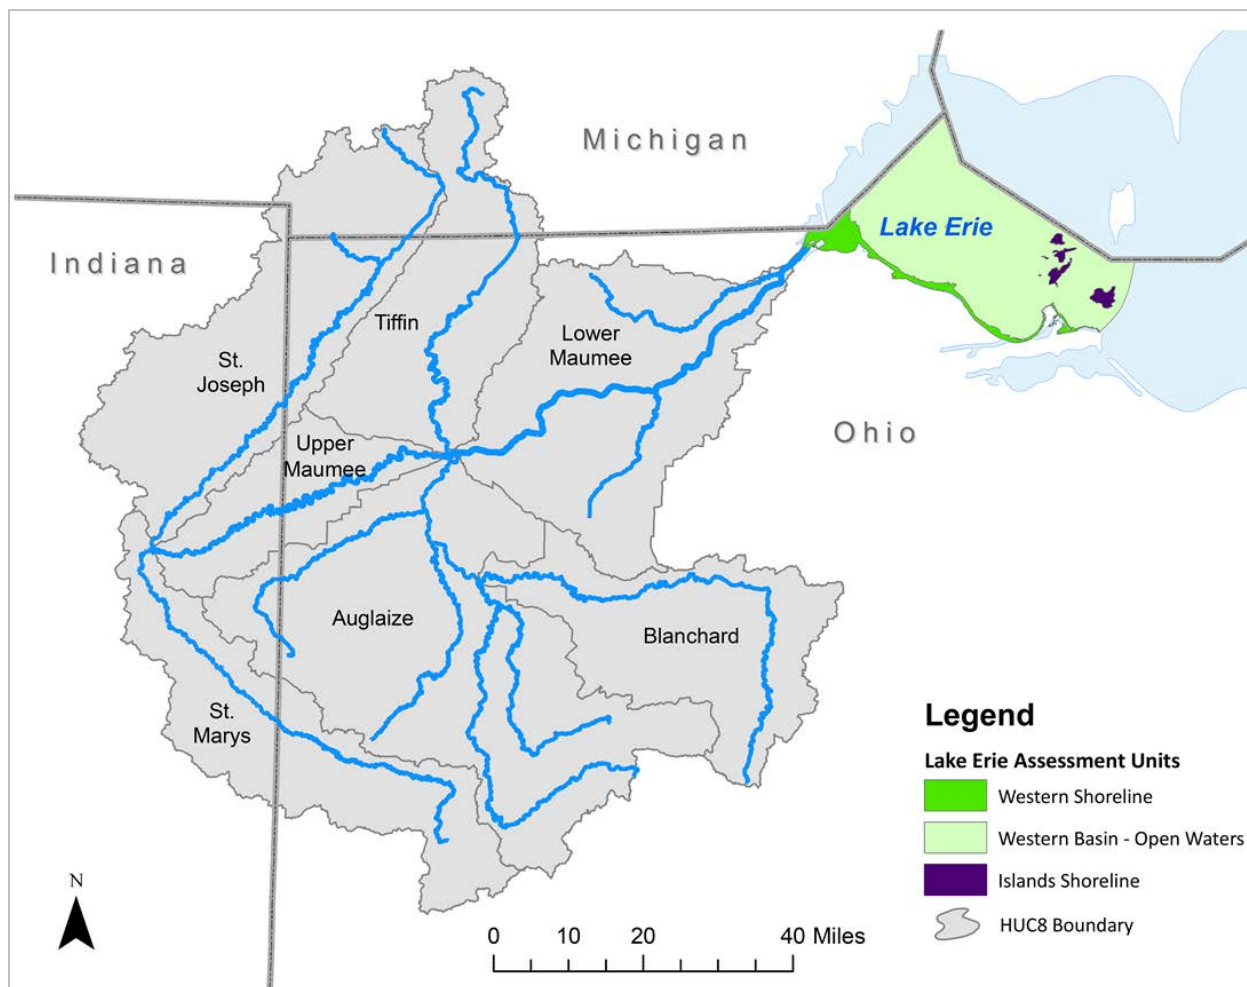 Michigan
Lake Erie
Indiana
Tiffin
Lower
Maumee
St.
Joseph
Ohio
Upper
Maumee
Auglaize
Blanchard
St.
Marys
Legend
Lake Erie Assessment Units
Western Shoreline
Western Basin - Open Waters
Islands Shoreline
HUC8 Boundary
N
0 10 20 40 Miles